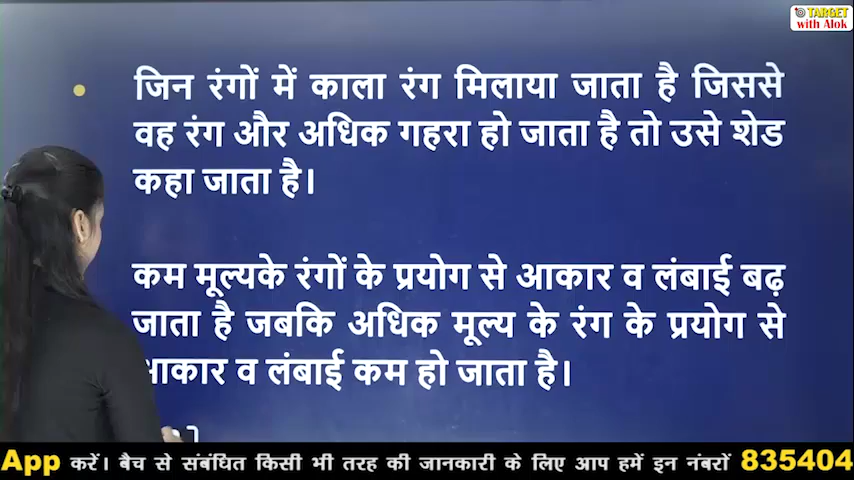 TARGET
with Alok
जिन रंगों में काला रंग मिलाया जाता है जिससे
वह रंग और अधिक गहरा हो जाता है तो उसे शेड
कहा जाता है।
कम मूल्यके रंगों के प्रयोग से आकार व लंबाई बढ़
जाता है जबकि अधिक मूल्य के रंग के प्रयोग से
आकार व लंबाई कम हो जाता है।
App करें। बैच से संबंधित किसी भी तरह की जानकारी के लिए आप हमें इन नंबरों 835404